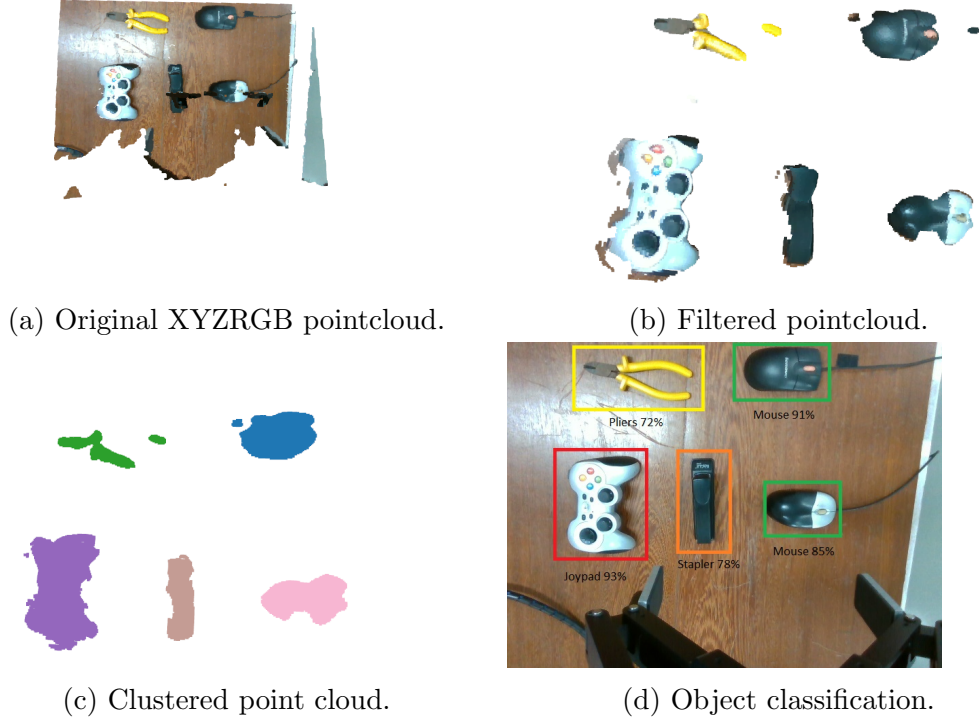 (a) Original XYZRGB pointcloud.
(b) Filtered pointcloud.
Pliers 72%
Mouse 91%
Joypad 93%
Stapler 78%
Mouse 85%
(c) Clustered point cloud.
(d) Object classification.